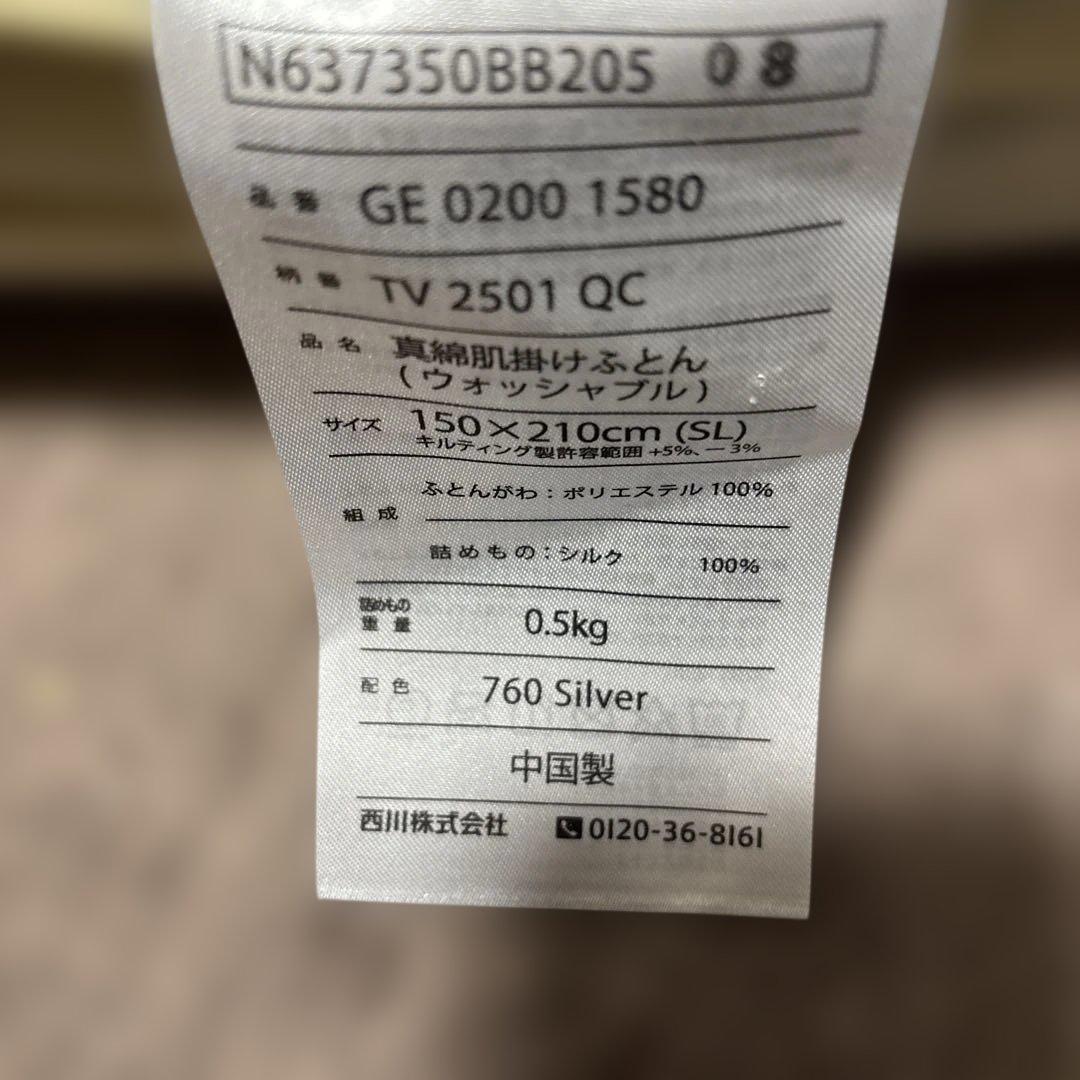 N637350BB205 08
品番 GE 0200 1580
柄番 TV 2501 QC
品名 真綿肌掛けふとん
(ウォッシャブル)
サイズ 150×210cm (SL)
キルティング製許容範囲 +5%、−3%
ふとんがわ:ポリエステル 100%
組成
詰めもの:シルク 100%
詰めもの
重量 0.5kg
配色 760 Silver
中国製
西川株式会社 0120-36-8161